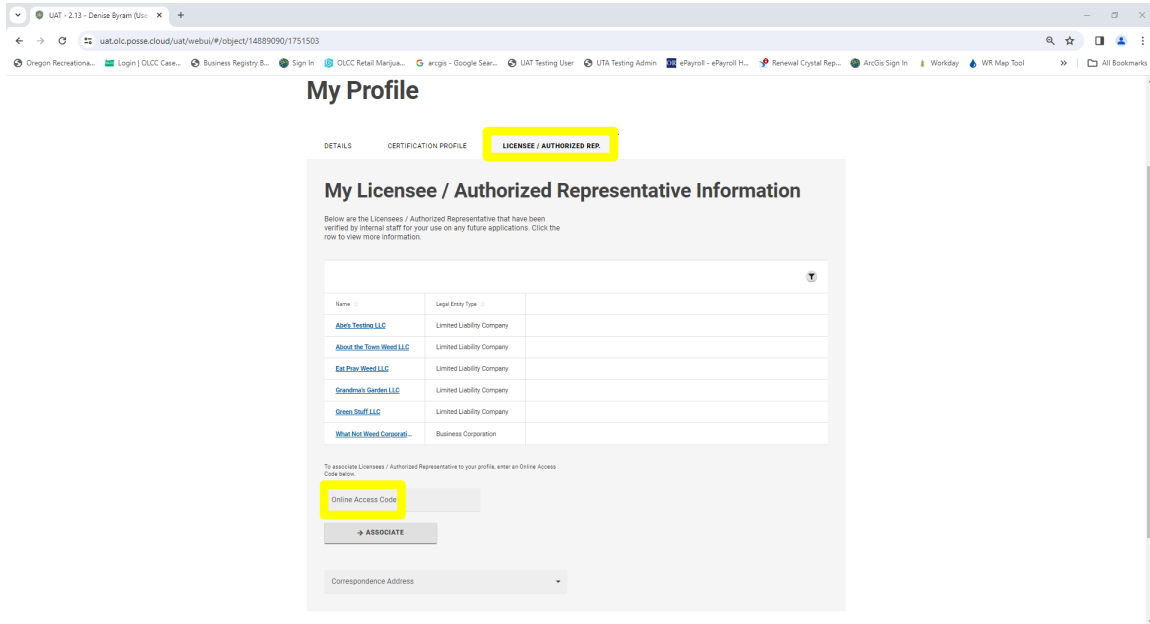 UAT - 2.13 - Denise Byram (Use
uat.olc.posse.cloud/uat/webui/#/object/14889090/1751503
Oregon Recreationa... Login | OLCC Case... Business Registry B... Sign In OLCC Retail Marijua... arcgis - Google Sear... UAT Testing User UTA Testing Admin OR ePayroll - ePayroll H... Renewal Crystal Rep... ArcGis Sign In Workday WR Map Tool » All Bookmarks
My Profile
DETAILS CERTIFICATION PROFILE LICENSEE / AUTHORIZED REP.
My Licensee / Authorized Representative Information
Below are the Licensees / Authorized Representative that have been
verified by internal staff for your use on any future applications. Click the
row to view more information.
Name Legal Entity Type
Abe's Testing LLC Limited Liability Company
About the Town Weed LLC Limited Liability Company
Eat Pray Weed LLC Limited Liability Company
Grandma's Garden LLC Limited Liability Company
Green Stuff LLC Limited Liability Company
What Not Weed Corporati... Business Corporation
To associate Licensees / Authorized Representative to your profile, enter an Online Access
Code below.
Online Access Code
→ ASSOCIATE
Correspondence Address